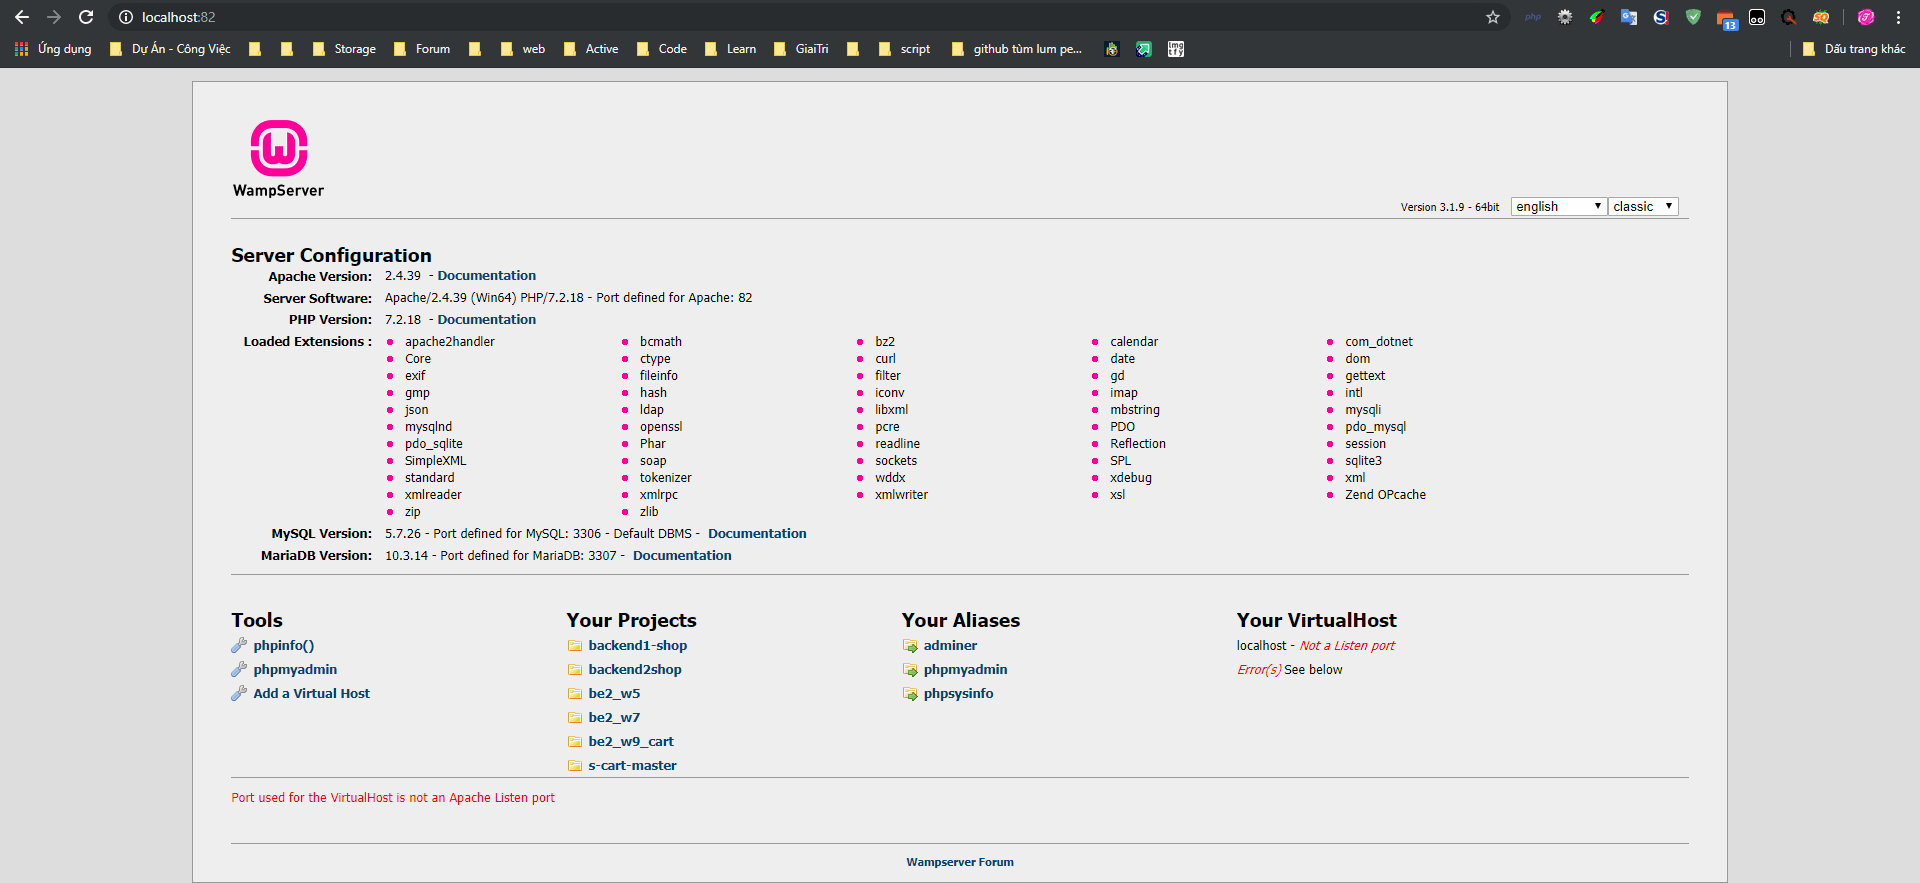 localhost:82
php
13
Ứng dụng Dự Án - Công Việc Storage Forum web Active Code Learn GiaiTri script github tùm lum pe... Dấu trang khác
WampServer
Version 3.1.9 - 64bit english classic
Server Configuration
Apache Version: 2.4.39 - Documentation
Server Software: Apache/2.4.39 (Win64) PHP/7.2.18 - Port defined for Apache: 82
PHP Version: 7.2.18 - Documentation
Loaded Extensions : apache2handler bcmath bz2 calendar com_dotnet
Core ctype curl date dom
exif fileinfo filter gd gettext
gmp hash iconv imap intl
json ldap libxml mbstring mysqli
mysqlnd openssl pcre PDO pdo_mysql
pdo_sqlite Phar readline Reflection session
SimpleXML soap sockets SPL sqlite3
standard tokenizer wddx xdebug xml
xmlreader xmlrpc xmlwriter xsl Zend OPcache
zip zlib
MySQL Version: 5.7.26 - Port defined for MySQL: 3306 - Default DBMS - Documentation
MariaDB Version: 10.3.14 - Port defined for MariaDB: 3307 - Documentation
Tools
phpinfo()
phpmyadmin
Add a Virtual Host
Your Projects
backend1-shop
backend2shop
be2_w5
be2_w7
be2_w9_cart
s-cart-master
Your Aliases
adminer
phpmyadmin
phpsysinfo
Your VirtualHost
localhost - Not a Listen port
Error(s) See below
Port used for the VirtualHost is not an Apache Listen port
Wampserver Forum